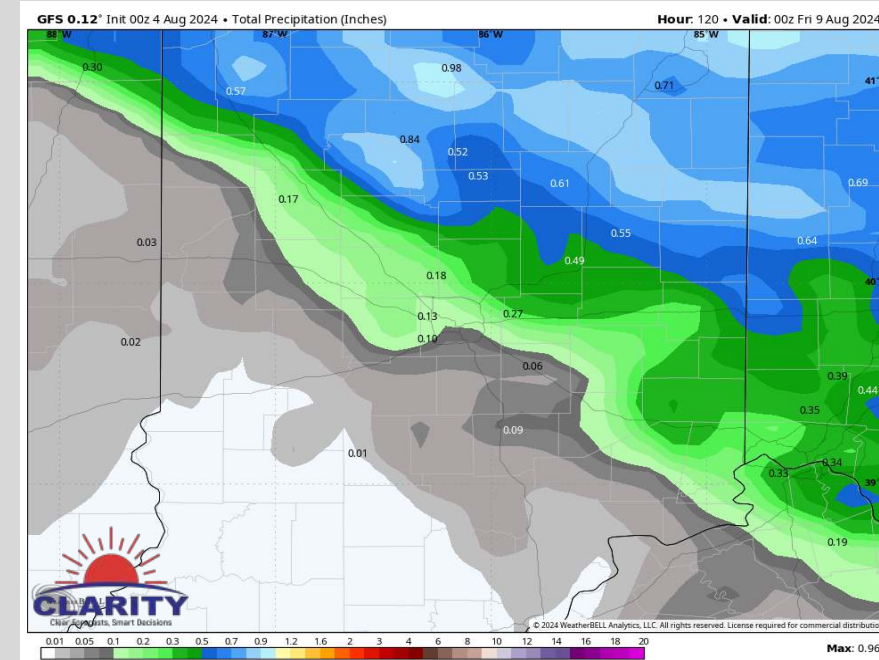 GFS 0.12° Init 00z 4 Aug 2024 • Total Precipitation (Inches) Hour: 120 • Valid: 00z Fri 9 Aug 2024
88°W 87°W 86°W 85°W
0.30 0.98
0.57 0.71 41°
0.84
0.52
0.53 0.61 0.69
0.17
0.03 0.55 0.64
0.49
0.18 40°
0.13 0.27
0.02 0.10
0.06
0.39
0.44
0.35
0.09
0.01
0.33 0.34
39°
0.19
CLARITY
Clear Forecasts, Smart Decisions
© 2024 WeatherBELL Analytics, LLC. All rights reserved. License required for commercial distributio
0.01 0.05 0.1 0.2 0.3 0.5 0.7 0.9 1.2 1.6 2 3 4 6 8 10 12 14 16 18 20
Max: 0.96